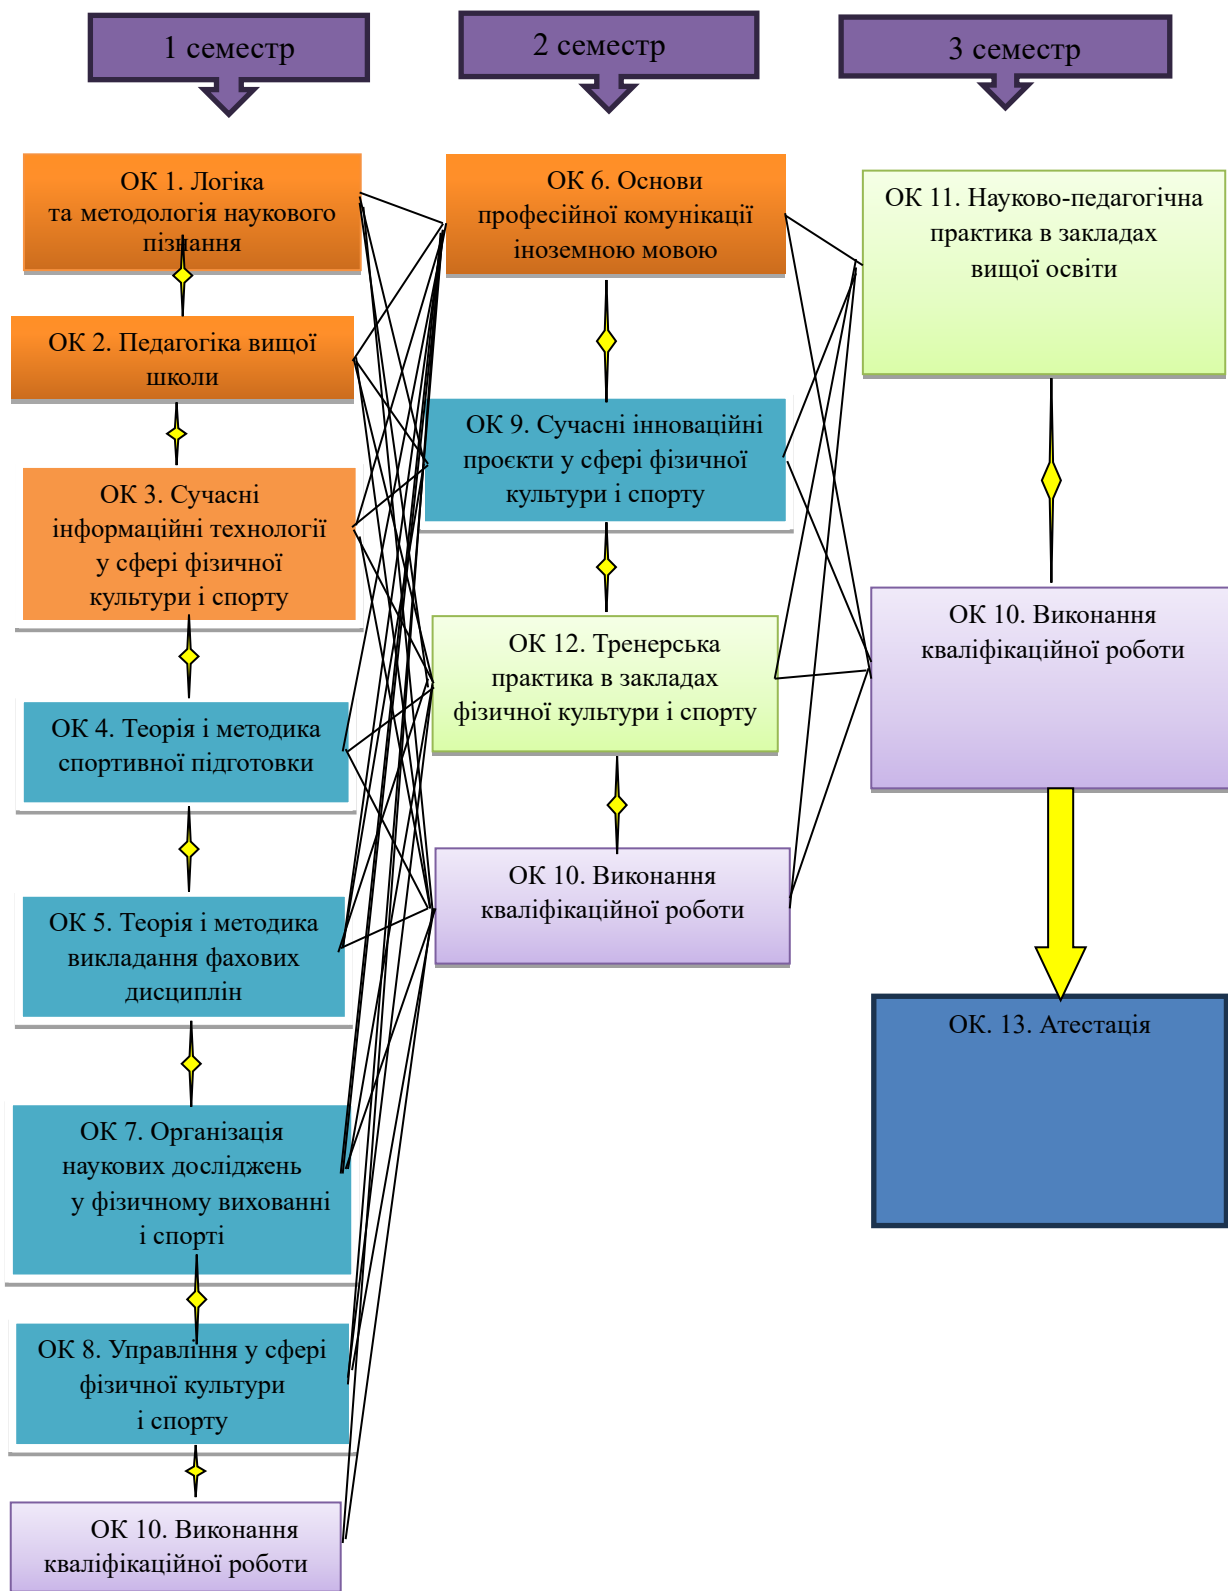 1 семестр
2 семестр
3 семестр
ОК 1. Логіка
та методологія наукового
пізнання
ОК 2. Педагогіка вищої
школи
ОК 3. Сучасні
інформаційні технології
у сфері фізичної
культури і спорту
ОК 4. Теорія і методика
спортивної підготовки
ОК 5. Теорія і методика
викладання фахових
дисциплін
ОК 7. Організація
наукових досліджень
у фізичному вихованні
і спорті
ОК 8. Управління у сфері
фізичної культури
і спорту
ОК 10. Виконання
кваліфікаційної роботи
ОК 6. Основи
професійної комунікації
іноземною мовою
ОК 9. Сучасні інноваційні
проєкти у сфері фізичної
культури і спорту
ОК 12. Тренерська
практика в закладах
фізичної культури і спорту
ОК 10. Виконання
кваліфікаційної роботи
ОК 11. Науково-педагогічна
практика в закладах
вищої освіти
ОК 10. Виконання
кваліфікаційної роботи
ОК. 13. Атестація